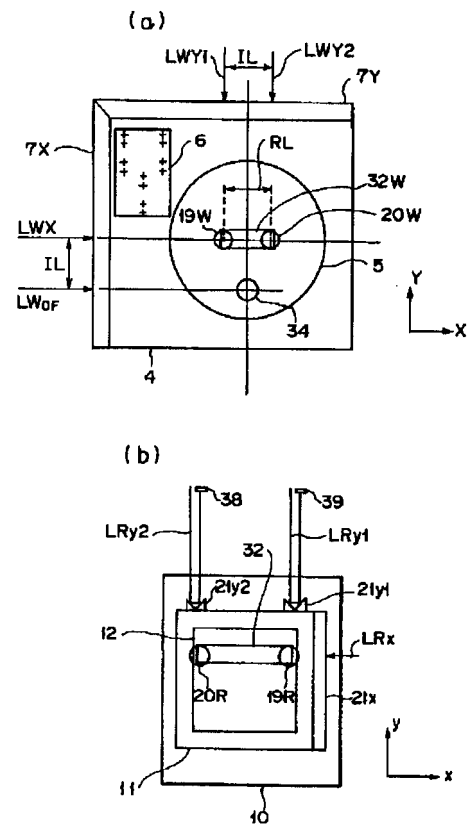 (a)
LWY1
IL
LWY2
7Y
7X
6
RL
32W
19W
20W
LWX
IL
5
Y
X
LWOF
34
4
(b)
38
39
LRy2
LRy1
32
21y2
21y1
12
LRx
20R
19R
21x
y
x
11
10